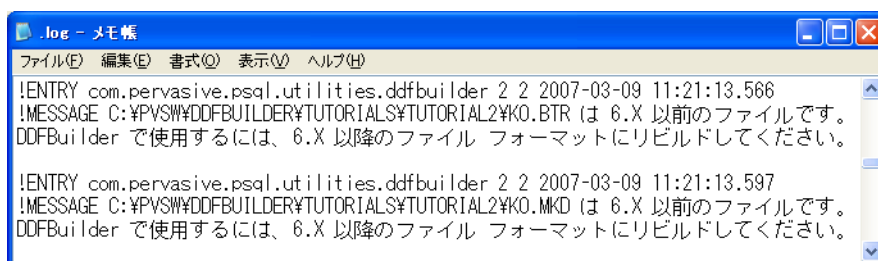 .log - メモ帳
ファイル(F) 編集(E) 書式(O) 表示(V) ヘルプ(H)
!ENTRY com.pervasive.psql.utilities.ddfbuilder 2 2 2007-03-09 11:21:13.566
!MESSAGE C:¥PVSW¥DDFBUILDER¥TUTORIALS¥TUTORIAL2¥KO.BTR は 6.X 以前のファイルです。
DDFBuilder で使用するには、6.X 以降のファイル フォーマットにリビルドしてください。
!ENTRY com.pervasive.psql.utilities.ddfbuilder 2 2 2007-03-09 11:21:13.597
!MESSAGE C:¥PVSW¥DDFBUILDER¥TUTORIALS¥TUTORIAL2¥KO.MKD は 6.X 以前のファイルです。
DDFBuilder で使用するには、6.X 以降のファイル フォーマットにリビルドしてください。